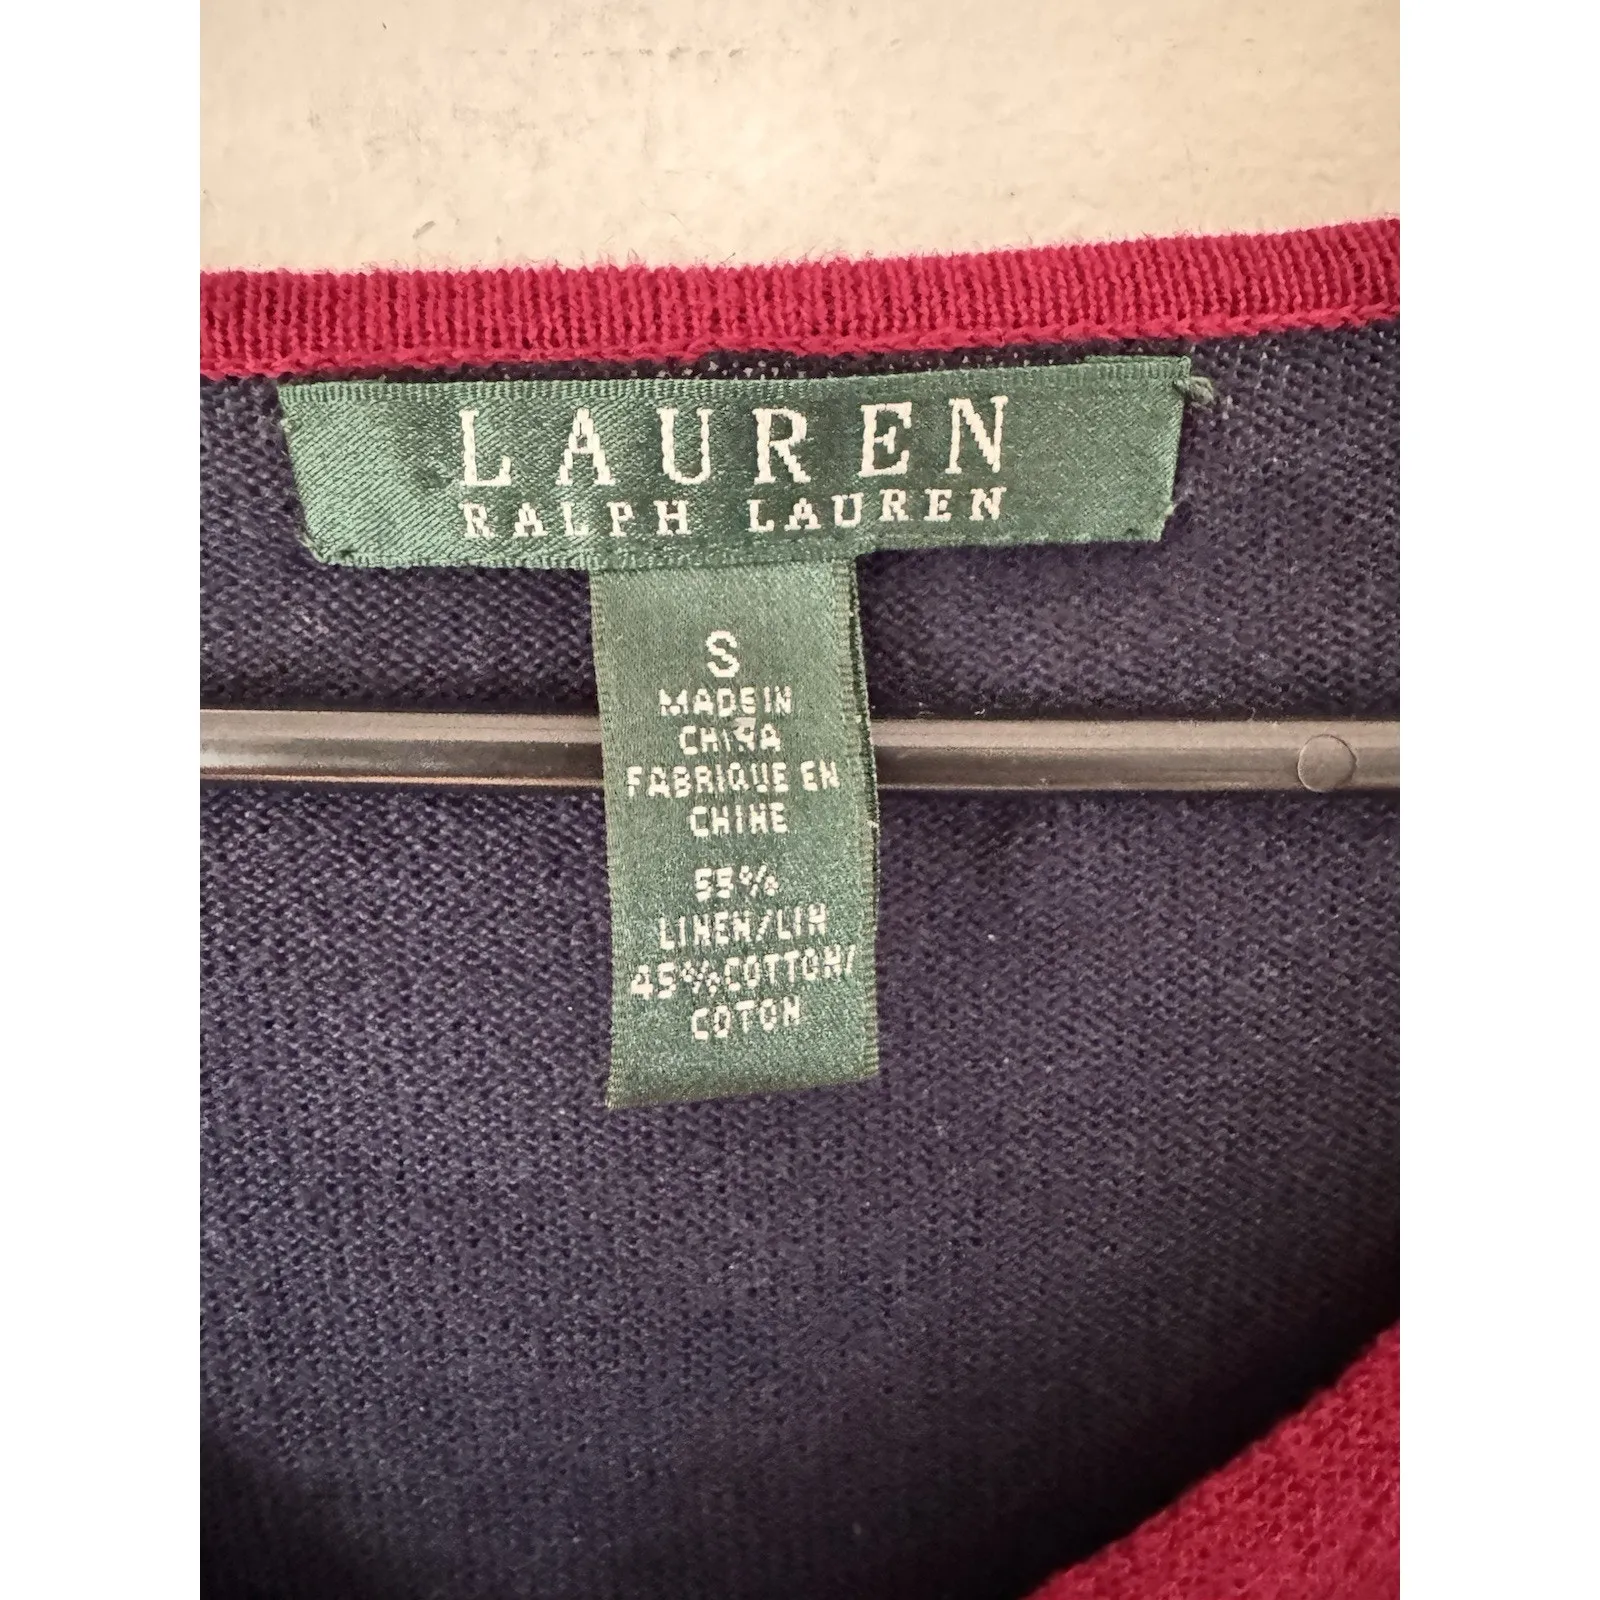 LAUREN
RALPH LAUREN
S
MADE IN
CHINA
FABRIQUE EN
CHINE
55%
LINEN/LIN
45%COTTON/
COTON